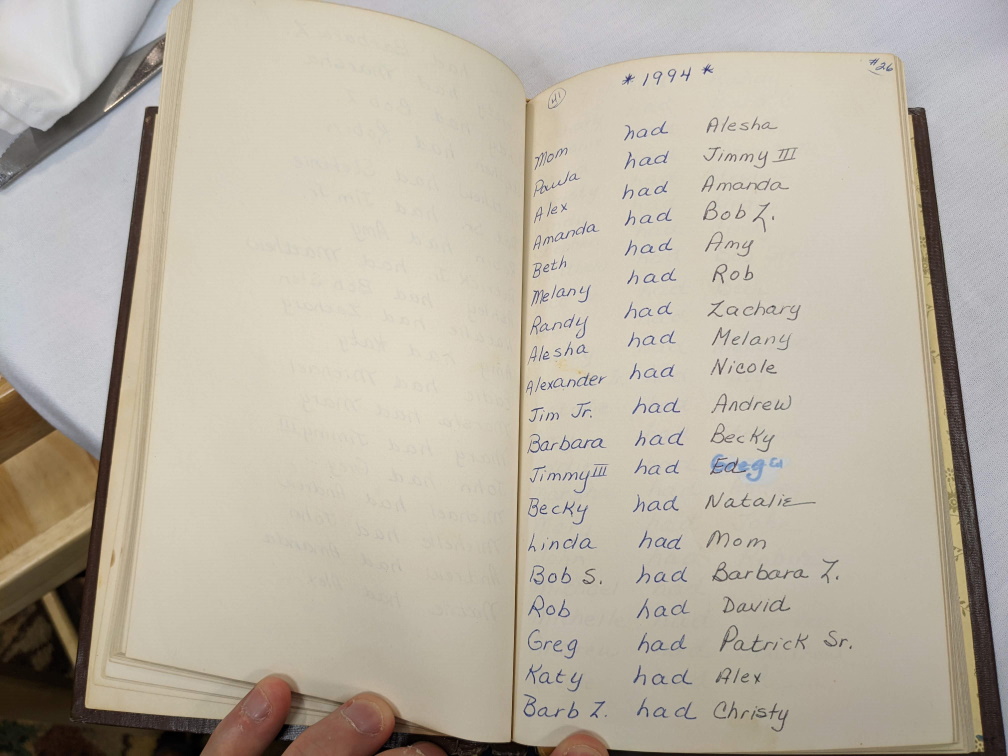 * 1994 *
#26
Mom had Alesha
Paula had Jimmy III
Alex had Amanda
Amanda had Bob Z.
Beth had Amy
Melany had Rob
Randy had Zachary
Alesha had Melany
Alexander had Nicole
Jim Jr. had Andrew
Barbara had Becky
Jimmy III had
Becky had Natalie
Linda had Mom
Bob S. had Barbara Z.
Rob had David
Greg had Patrick Sr.
Katy had Alex
Barb Z. had Christy